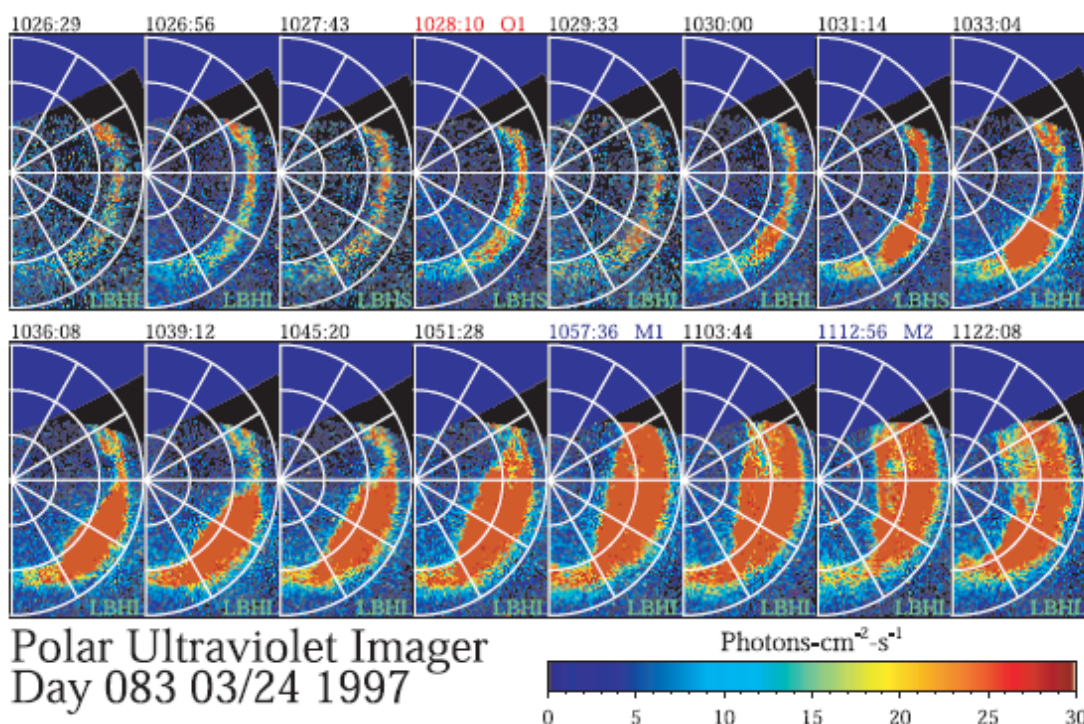 1026:29 1026:56 1027:43 1028:10 O1 1029:33 1030:00 1031:14 1033:04
LBHL LBHL LBHS LBHS LBHL LBHL LBHS LBHL
1036:08 1039:12 1045:20 1051:28 1057:36 M1 1103:44 1112:56 M2 1122:08
LBHL LBHL LBHL LBHL LBHL LBHL LBHL LBHL
Polar Ultraviolet Imager
Day 083 03/24 1997
Photons-cm⁻²-s⁻¹
0 5 10 15 20 25 30